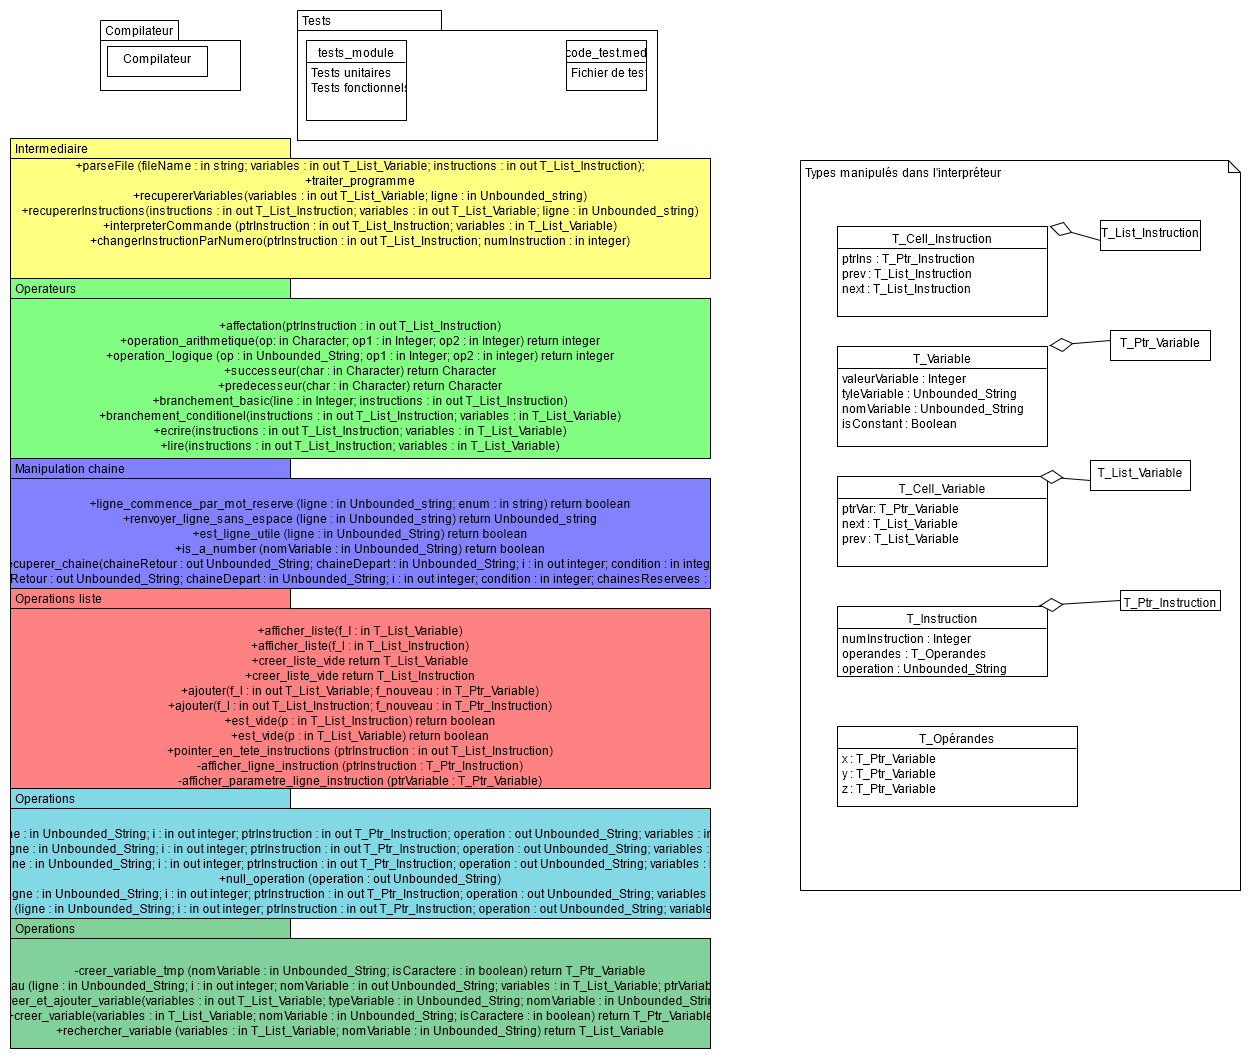 Compilateur
Compilateur
Tests
tests_module
Tests unitaires
Tests fonctionnels
code_test.med
Fichier de test
Intermediaire
+parseFile (fileName : in string; variables : in out T_List_Variable; instructions : in out T_List_Instruction);
+traiter_programme
+recupererVariables(variables : in out T_List_Variable; ligne : in Unbounded_string)
+recupererInstructions(instructions : in out T_List_Instruction; variables : in out T_List_Variable; ligne : in Unbounded_string)
+interpreterCommande (ptrInstruction : in out T_List_Instruction; variables : in T_List_Variable)
+changerInstructionParNumero(ptrInstruction : in out T_List_Instruction; numInstruction : in integer)
Operateurs
+affectation(ptrInstruction : in out T_List_Instruction)
+operation_arithmetique(op: in Character; op1 : in Integer; op2 : in Integer) return integer
+operation_logique (op : in Unbounded_String; op1 : in Integer; op2 : in integer) return integer
+successeur(char : in Character) return Character
+predecesseur(char : in Character) return Character
+branchement_basic(line : in Integer; instructions : in out T_List_Instruction)
+branchement_conditionel(instructions : in out T_List_Instruction; variables : in T_List_Variable)
+ecrire(instructions : in out T_List_Instruction; variables : in T_List_Variable)
+lire(instructions : in out T_List_Instruction; variables : in T_List_Variable)
Manipulation chaine
+ligne_commence_par_mot_reserve (ligne : in Unbounded_string; enum : in string) return boolean
+renvoyer_ligne_sans_espace (ligne : in Unbounded_string) return Unbounded_string
+est_ligne_utile (ligne : in Unbounded_String) return boolean
+is_a_number (nomVariable : in Unbounded_String) return boolean
cuperer_chaine(chaineRetour : out Unbounded_String; chaineDepart : in Unbounded_String; i : in out integer; condition : in integ
Retour : out Unbounded_String; chaineDepart : in Unbounded_String; i : in out integer; condition : in integer; chainesReservees :
Operations liste
+afficher_liste(f_l : in T_List_Variable)
+afficher_liste(f_l : in T_List_Instruction)
+creer_liste_vide return T_List_Variable
+creer_liste_vide return T_List_Instruction
+ajouter(f_l : in out T_List_Variable; f_nouveau : in T_Ptr_Variable)
+ajouter(f_l : in out T_List_Instruction; f_nouveau : in T_Ptr_Instruction)
+est_vide(p : in T_List_Instruction) return boolean
+est_vide(p : in T_List_Variable) return boolean
+pointer_en_tete_instructions (ptrInstruction : in out T_List_Instruction)
-afficher_ligne_instruction (ptrInstruction : T_Ptr_Instruction)
-afficher_parametre_ligne_instruction (ptrVariable : T_Ptr_Variable)
Operations
ne : in Unbounded_String; i : in out integer; ptrInstruction : in out T_Ptr_Instruction; operation : out Unbounded_String; variables : in
gne : in Unbounded_String; i : in out integer; ptrInstruction : in out T_Ptr_Instruction; operation : out Unbounded_String; variables :
ne : in Unbounded_String; i : in out integer; ptrInstruction : in out T_Ptr_Instruction; operation : out Unbounded_String; variables : i
+null_operation (operation : out Unbounded_String)
igne : in Unbounded_String; i : in out integer; ptrInstruction : in out T_Ptr_Instruction; operation : out Unbounded_String; variables
(ligne : in Unbounded_String; i : in out integer; ptrInstruction : in out T_Ptr_Instruction; operation : out Unbounded_String; variable
Operations
-creer_variable_tmp (nomVariable : in Unbounded_String; isCaractere : in boolean) return T_Ptr_Variable
au (ligne : in Unbounded_String; i : in out integer; nomVariable : in out Unbounded_String; variables : in T_List_Variable; ptrVariab
reer_et_ajouter_variable(variables : in out T_List_Variable; typeVariable : in Unbounded_String; nomVariable : in Unbounded_Strin
-creer_variable(variables : in T_List_Variable; nomVariable : in Unbounded_String; isCaractere : in boolean) return T_Ptr_Variable
+rechercher_variable (variables : in T_List_Variable; nomVariable : in Unbounded_String) return T_List_Variable
Types manipulés dans l'interpréteur
T_Cell_Instruction
ptrIns : T_Ptr_Instruction
prev : T_List_Instruction
next : T_List_Instruction
T_List_Instruction
T_Variable
valeurVariable : Integer
tyleVariable : Unbounded_String
nomVariable : Unbounded_String
isConstant : Boolean
T_Ptr_Variable
T_Cell_Variable
ptrVar: T_Ptr_Variable
next : T_List_Variable
prev : T_List_Variable
T_List_Variable
T_Instruction
numInstruction : Integer
operandes : T_Operandes
operation : Unbounded_String
T_Ptr_Instruction
T_Opérandes
x : T_Ptr_Variable
y : T_Ptr_Variable
z : T_Ptr_Variable